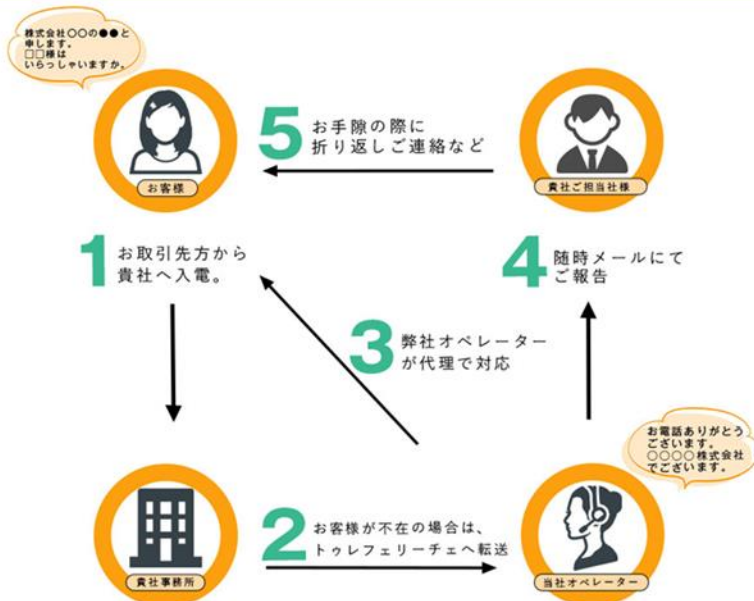 株式会社〇〇の●●と
申します。
□□様は
いらっしゃいますか。
お客様
5
お手隙の際に
折り返しご連絡など
貴社ご担当社様
1
お取引先方から
貴社へ入電。
4
随時メールにて
ご報告
3
弊社オペレーター
が代理で対応
お電話ありがとう
ございます。
〇〇〇〇株式会社
でございます。
貴社事務所
2
お客様が不在の場合は、
トゥレフェリーチェへ転送
当社オペレーター